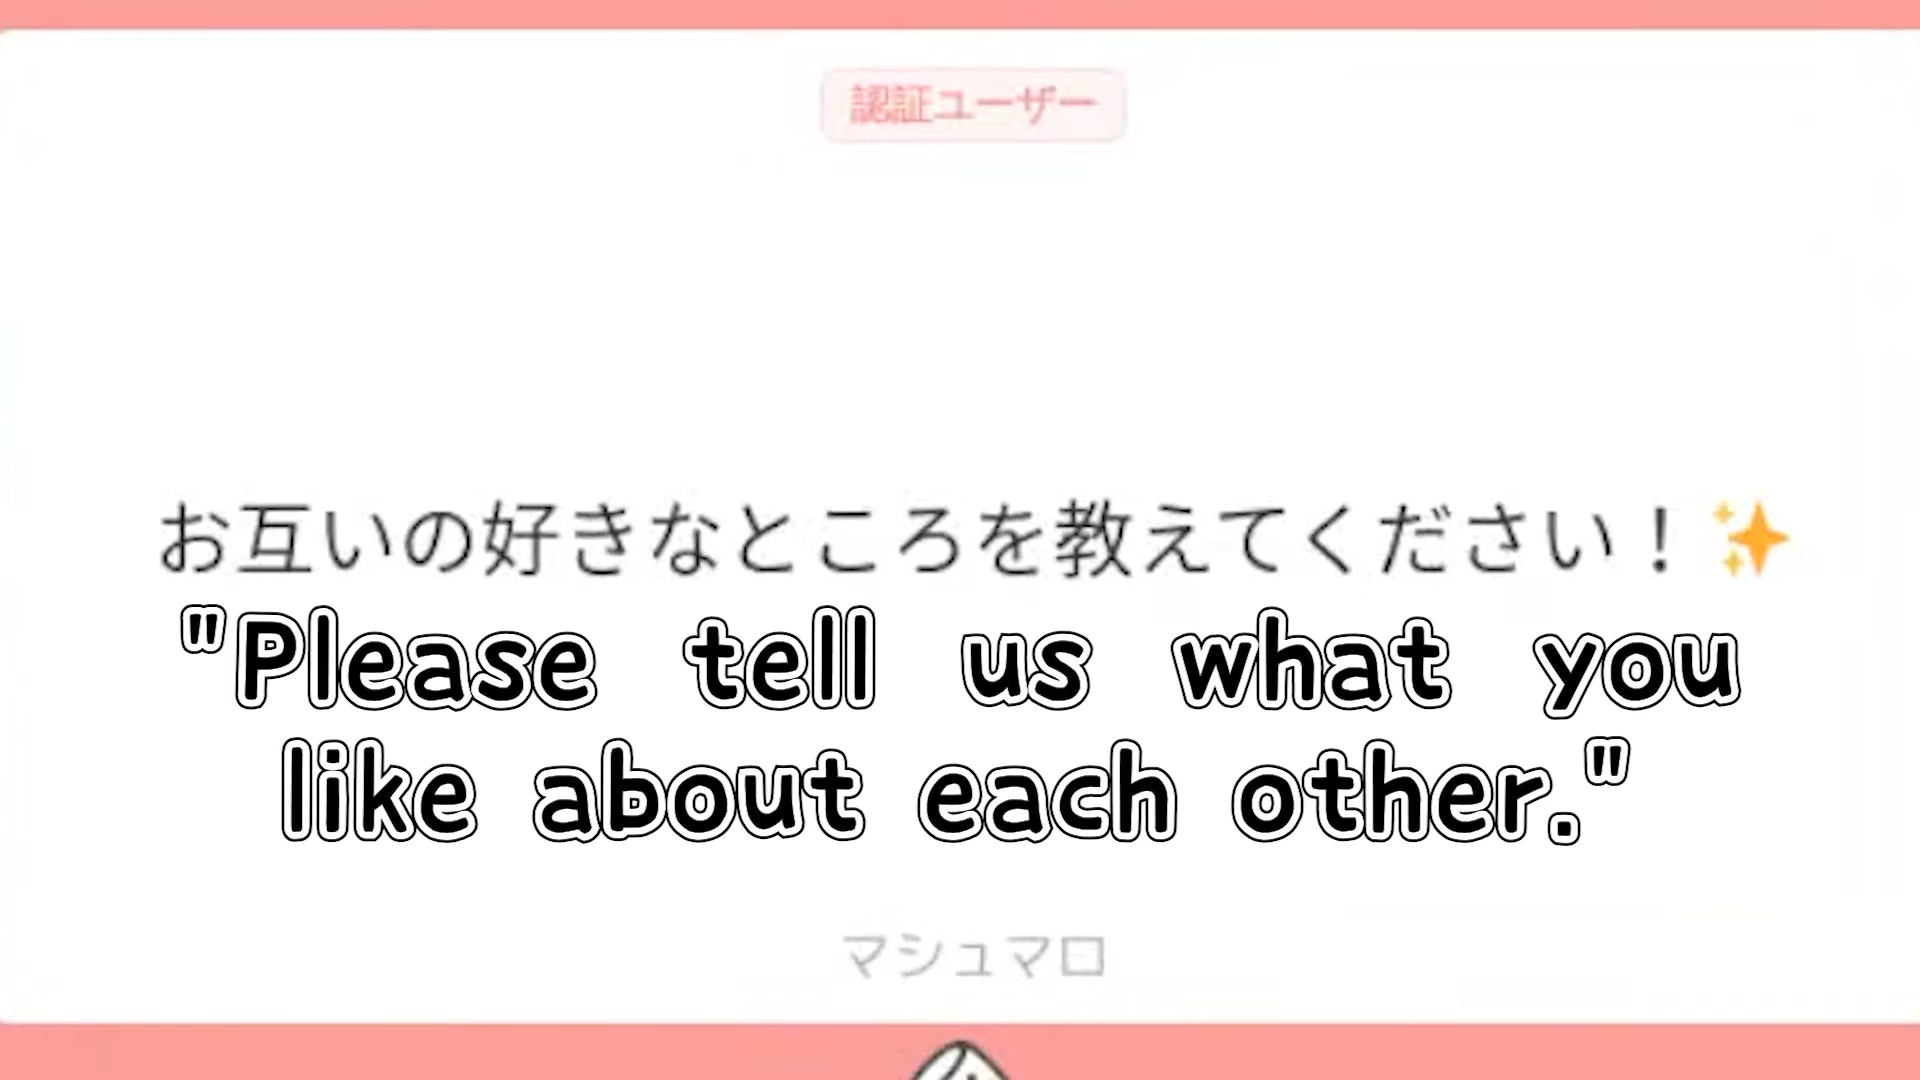 認証ユーザー
お互いの好きなところを教えてください！✨
"Please tell us what you
like about each other."
マシュマロ